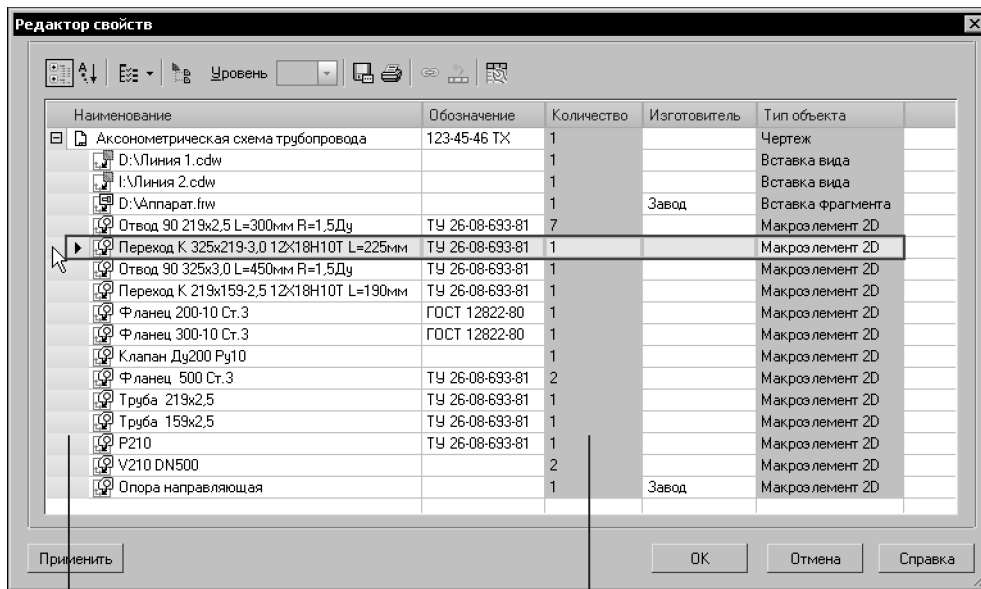 Редактор свойств
Уровень
Наименование Обозначение Количество Изготовитель Тип объекта
Аксонометрическая схема трубопровода 123-45-46 ТХ 1 Чертеж
D:\Линия 1.cdw 1 Вставка вида
I:\Линия 2.cdw 1 Вставка вида
D:\Аппарат.frw 1 Завод Вставка фрагмента
Отвод 90 219x2,5 L=300мм R=1,5Ду ТУ 26-08-693-81 7 Макроэлемент 2D
Переход К 325x219-3,0 12Х18Н10Т L=225мм ТУ 26-08-693-81 1 Макроэлемент 2D
Отвод 90 325x3,0 L=450мм R=1,5Ду ТУ 26-08-693-81 1 Макроэлемент 2D
Переход К 219x159-2,5 12Х18Н10Т L=190мм ТУ 26-08-693-81 1 Макроэлемент 2D
Фланец 200-10 Ст.3 ГОСТ 12822-80 1 Макроэлемент 2D
Фланец 300-10 Ст.3 ГОСТ 12822-80 1 Макроэлемент 2D
Клапан Ду200 Ру10 1 Макроэлемент 2D
Фланец 500 Ст.3 ТУ 26-08-693-81 2 Макроэлемент 2D
Труба 219x2,5 ТУ 26-08-693-81 1 Макроэлемент 2D
Труба 159x2,5 ТУ 26-08-693-81 1 Макроэлемент 2D
P210 ТУ 26-08-693-81 1 Макроэлемент 2D
V210 DN500 2 Макроэлемент 2D
Опора направляющая 1 Завод Макроэлемент 2D
Применить OK Отмена Справка